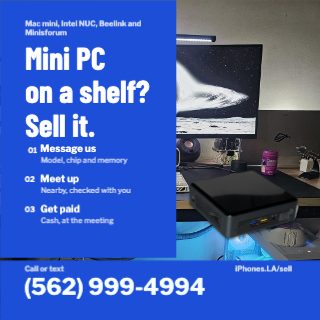 Mac mini, Intel NUC, Beelink and
Minisforum
Mini PC
on a shelf?
Sell it.
01 Message us
Model, chip and memory
02 Meet up
Nearby, checked with you
03 Get paid
Cash, at the meeting
Call or text
iPhones.LA/sell
(562) 999-4994